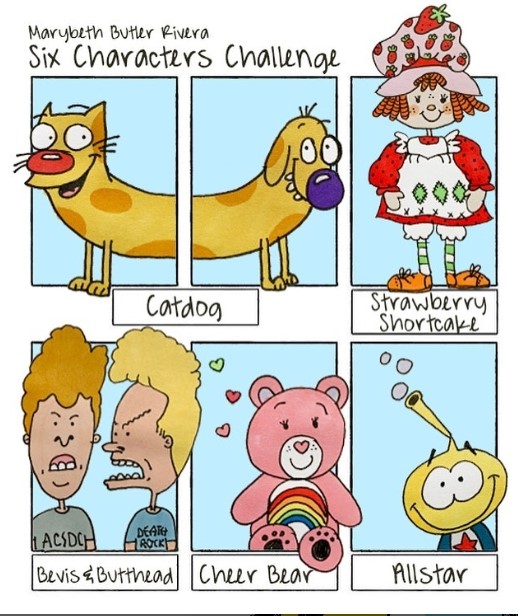 Marybeth Butler Rivera
Six Characters Challenge
Catdog
Strawberry
Shortcake
ACSDC
DEATH
ROCK
Bevis & Butthead
Cheer Bear
Allstar